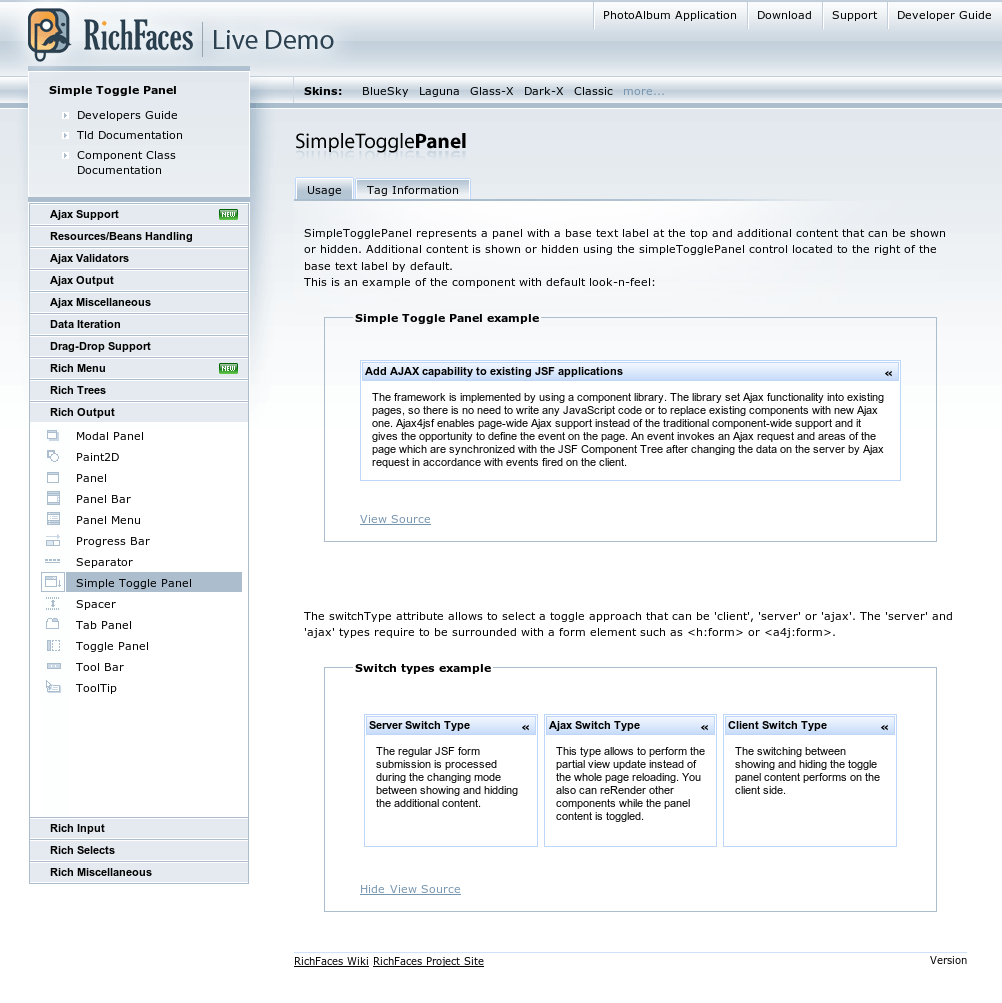 PhotoAlbum Application Download Support Developer Guide
RichFaces Live Demo
Skins: BlueSky Laguna Glass-X Dark-X Classic more...
Simple Toggle Panel
Developers Guide
Tld Documentation
Component Class
Documentation
Ajax Support NEW
Resources/Beans Handling
Ajax Validators
Ajax Output
Ajax Miscellaneous
Data Iteration
Drag-Drop Support
Rich Menu NEW
Rich Trees
Rich Output
Modal Panel
Paint2D
Panel
Panel Bar
Panel Menu
Progress Bar
Separator
Simple Toggle Panel
Spacer
Tab Panel
Toggle Panel
Tool Bar
ToolTip
Rich Input
Rich Selects
Rich Miscellaneous
SimpleTogglePanel
Usage Tag Information
SimpleTogglePanel represents a panel with a base text label at the top and additional content that can be shown
or hidden. Additional content is shown or hidden using the simpleTogglePanel control located to the right of the
base text label by default.
This is an example of the component with default look-n-feel:
Simple Toggle Panel example
Add AJAX capability to existing JSF applications «
The framework is implemented by using a component library. The library set Ajax functionality into existing
pages, so there is no need to write any JavaScript code or to replace existing components with new Ajax
one. Ajax4jsf enables page-wide Ajax support instead of the traditional component-wide support and it
gives the opportunity to define the event on the page. An event invokes an Ajax request and areas of the
page which are synchronized with the JSF Component Tree after changing the data on the server by Ajax
request in accordance with events fired on the client.
View Source
The switchType attribute allows to select a toggle approach that can be 'client', 'server' or 'ajax'. The 'server' and
'ajax' types require to be surrounded with a form element such as <h:form> or <a4j:form>.
Switch types example
Server Switch Type «
The regular JSF form
submission is processed
during the changing mode
between showing and hidding
the additional content.
Ajax Switch Type «
This type allows to perform the
partial view update instead of
the whole page reloading. You
also can reRender other
components while the panel
content is toggled.
Client Switch Type «
The switching between
showing and hiding the toggle
panel content performs on the
client side.
Hide View Source
RichFaces Wiki RichFaces Project Site Version